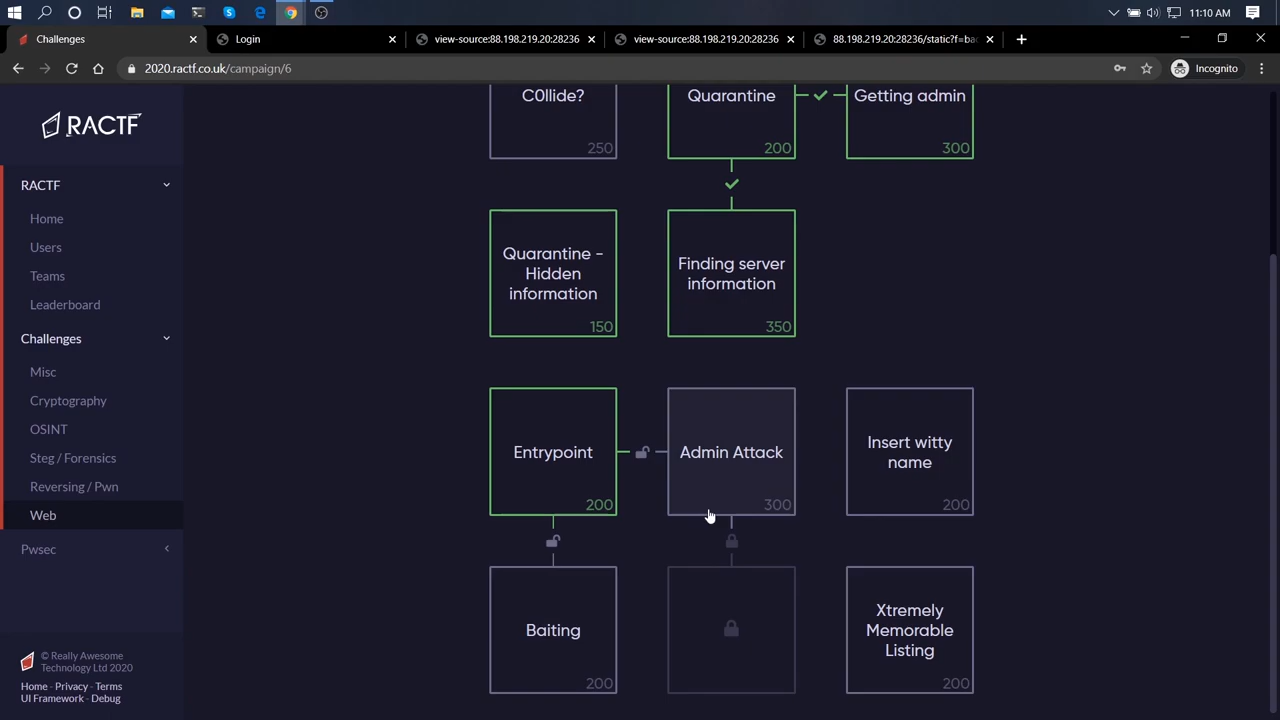 11:10 AM
Challenges
Login
view-source:88.198.219.20:28236
view-source:88.198.219.20:28236
88.198.219.20:28236/static?f=bac
2020.ractf.co.uk/campaign/6
Incognito
RACTF
RACTF
Home
Users
Teams
Leaderboard
Challenges
Misc
Cryptography
OSINT
Steg / Forensics
Reversing / Pwn
Web
Pwsec
© Really Awesome
Technology Ltd 2020
Home - Privacy - Terms
UI Framework - Debug
C0llide?
250
Quarantine
200
Getting admin
300
Quarantine -
Hidden
information
150
Finding server
information
350
Entrypoint
200
Admin Attack
300
Insert witty
name
200
Baiting
200
Xtremely
Memorable
Listing
200